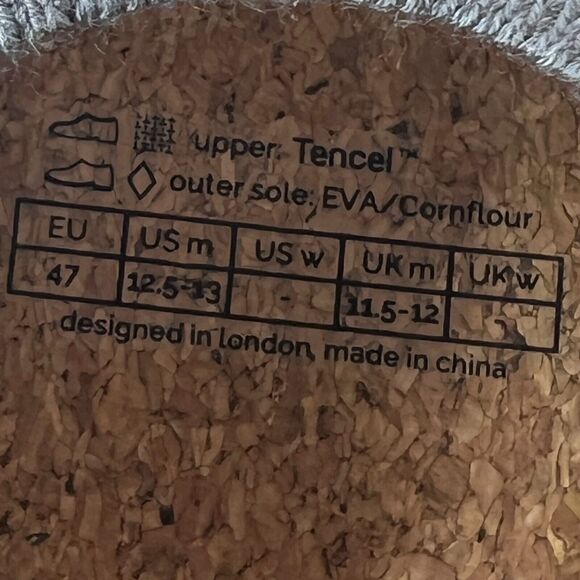 upper: Tencel™
outer sole: EVA/Cornflour
EU US m US w UK m UK w
47 12.5-13 - 11.5-12 -
designed in london, made in china